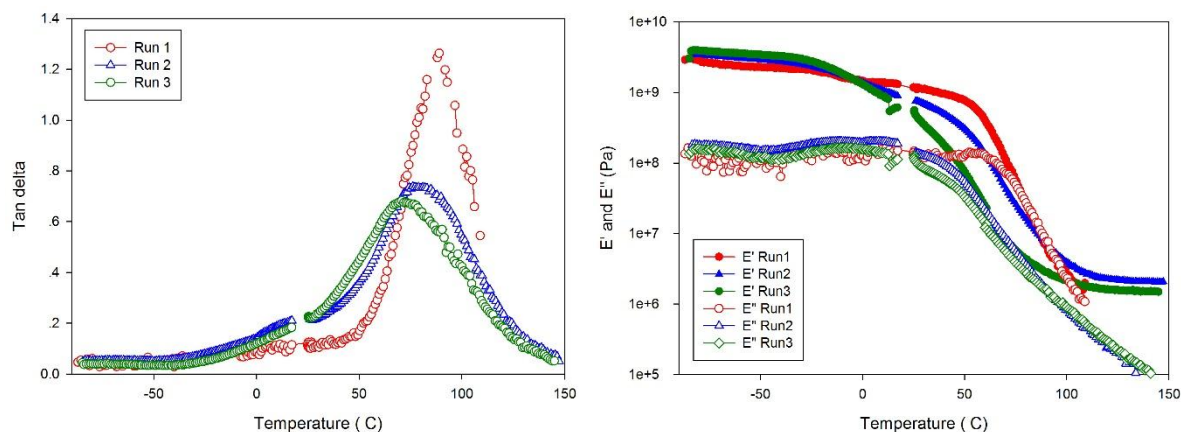 1.4
1.2
1.0
.8
.6
.4
.2
0.0
Tan delta
Run 1
Run 2
Run 3
-50
0
50
100
150
Temperature ( C)
1e+10
1e+9
1e+8
1e+7
1e+6
1e+5
E' and E" (Pa)
E' Run1
E' Run2
E' Run3
E" Run1
E" Run2
E" Run3
-50
0
50
100
150
Temperature ( C)